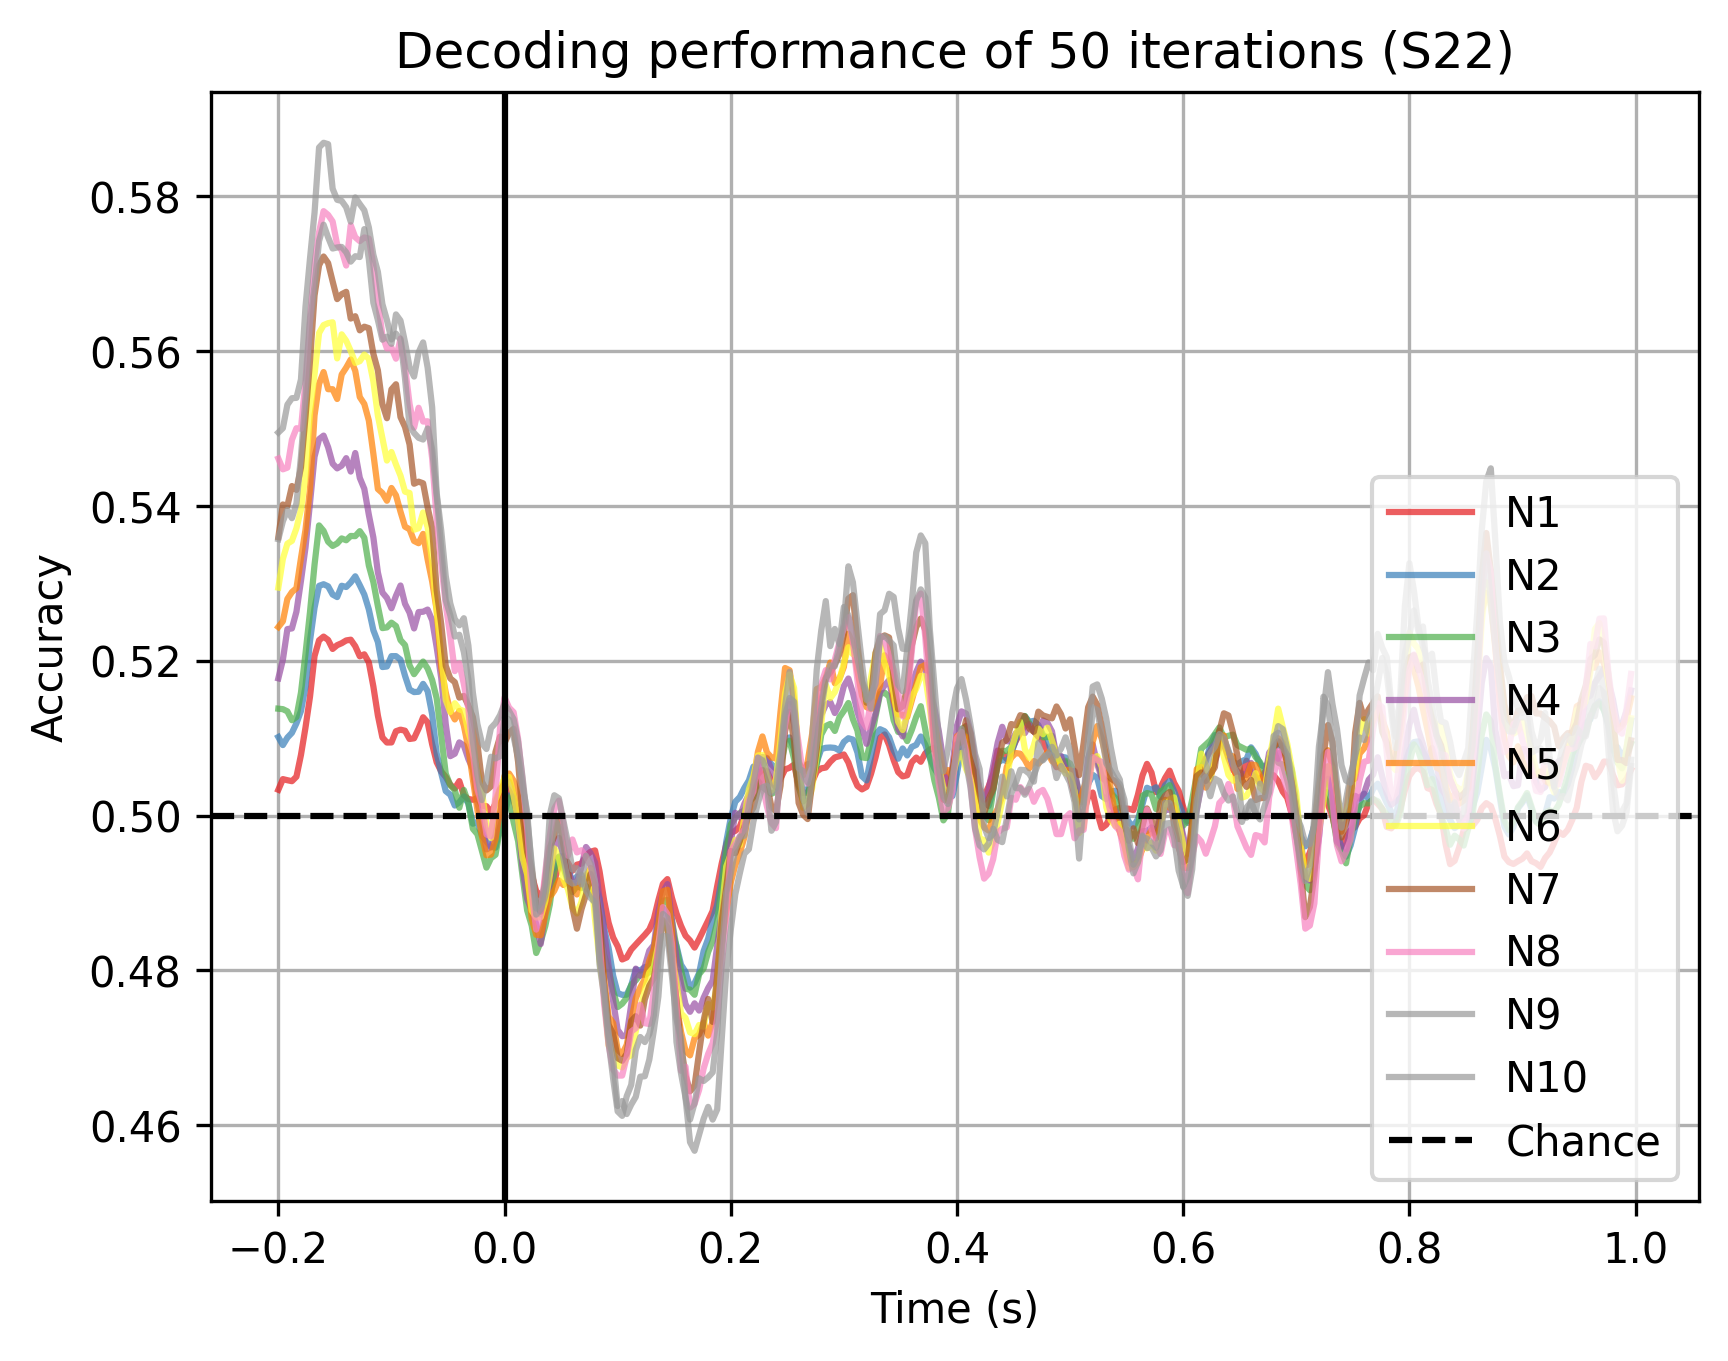 Decoding performance of 50 iterations (S22)
Accuracy
0.58
0.56
0.54
0.52
0.50
0.48
0.46
−0.2
0.0
0.2
0.4
0.6
0.8
1.0
Time (s)
N1
N2
N3
N4
N5
N6
N7
N8
N9
N10
Chance